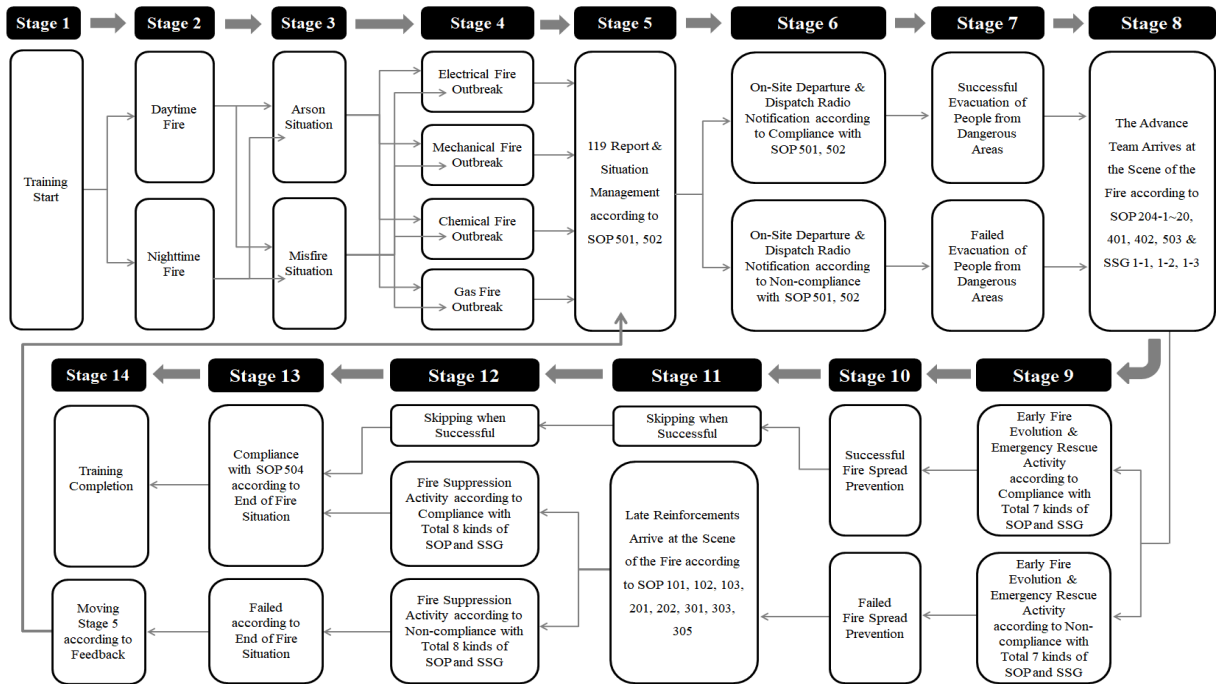 Stage 1
Stage 2
Stage 3
Stage 4
Stage 5
Stage 6
Stage 7
Stage 8
Training
Start
Daytime
Fire
Nighttime
Fire
Arson
Situation
Misfire
Situation
Electrical Fire
Outbreak
Mechanical Fire
Outbreak
Chemical Fire
Outbreak
Gas Fire
Outbreak
119 Report &
Situation
Management
according to
SOP 501, 502
On-Site Departure &
Dispatch Radio
Notification according
to Compliance with
SOP 501, 502
On-Site Departure &
Dispatch Radio
Notification according
to Non-compliance
with SOP 501, 502
Successful
Evacuation of
People from
Dangerous
Areas
Failed
Evacuation of
People from
Dangerous
Areas
The Advance
Team Arrives at
the Scene of the
Fire according to
SOP 204-1~20,
401, 402, 503 &
SSG 1-1, 1-2, 1-3
Stage 14
Stage 13
Stage 12
Stage 11
Stage 10
Stage 9
Training
Completion
Moving
Stage 5
according to
Feedback
Compliance
with SOP 504
according to
End of Fire
Situation
Failed
according to
End of Fire
Situation
Skipping when
Successful
Fire Suppression
Activity according to
Compliance with
Total 8 kinds of
SOP and SSG
Fire Suppression
Activity according to
Non-compliance with
Total 8 kinds of
SOP and SSG
Skipping when
Successful
Late Reinforcements
Arrive at the Scene
of the Fire according
to SOP 101, 102, 103,
201, 202, 301, 303,
305
Successful
Fire Spread
Prevention
Failed
Fire Spread
Prevention
Early Fire
Evolution &
Emergency Rescue
Activity
according to
Compliance with
Total 7 kinds of
SOP and SSG
Early Fire
Evolution &
Emergency Rescue
Activity
according to Non-
compliance with
Total 7 kinds of
SOP and SSG